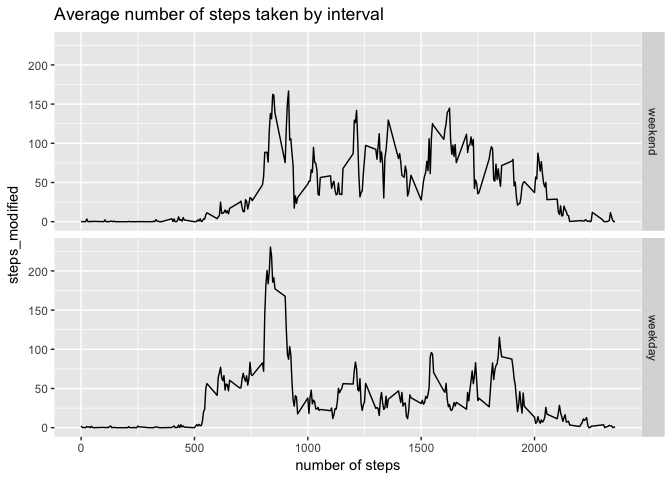 Average number of steps taken by interval
steps_modified
200
150
100
50
0
weekend
200
150
100
50
0
weekday
0 500 1000 1500 2000
number of steps